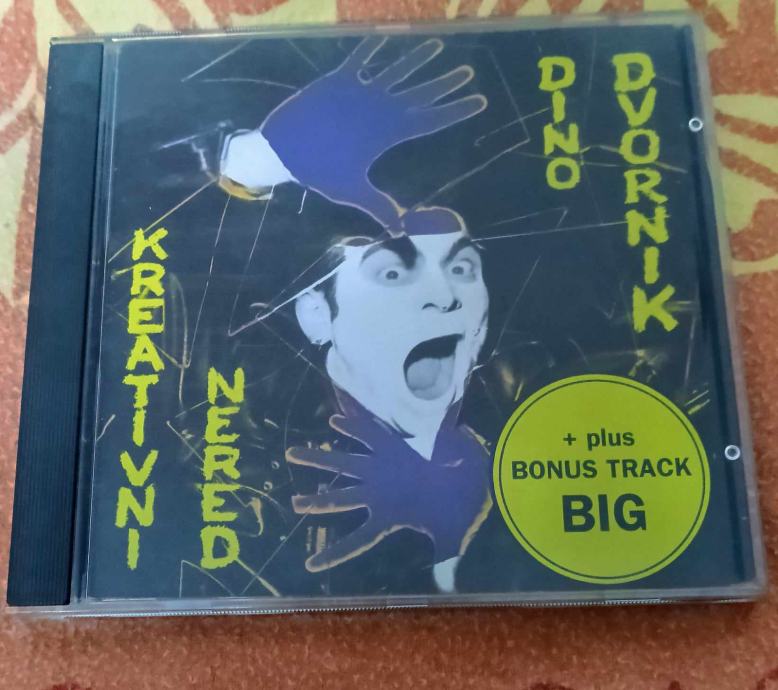 DINO
DVORNIK
KREATIVNI
NERED
+ plus
BONUS TRACK
BIG